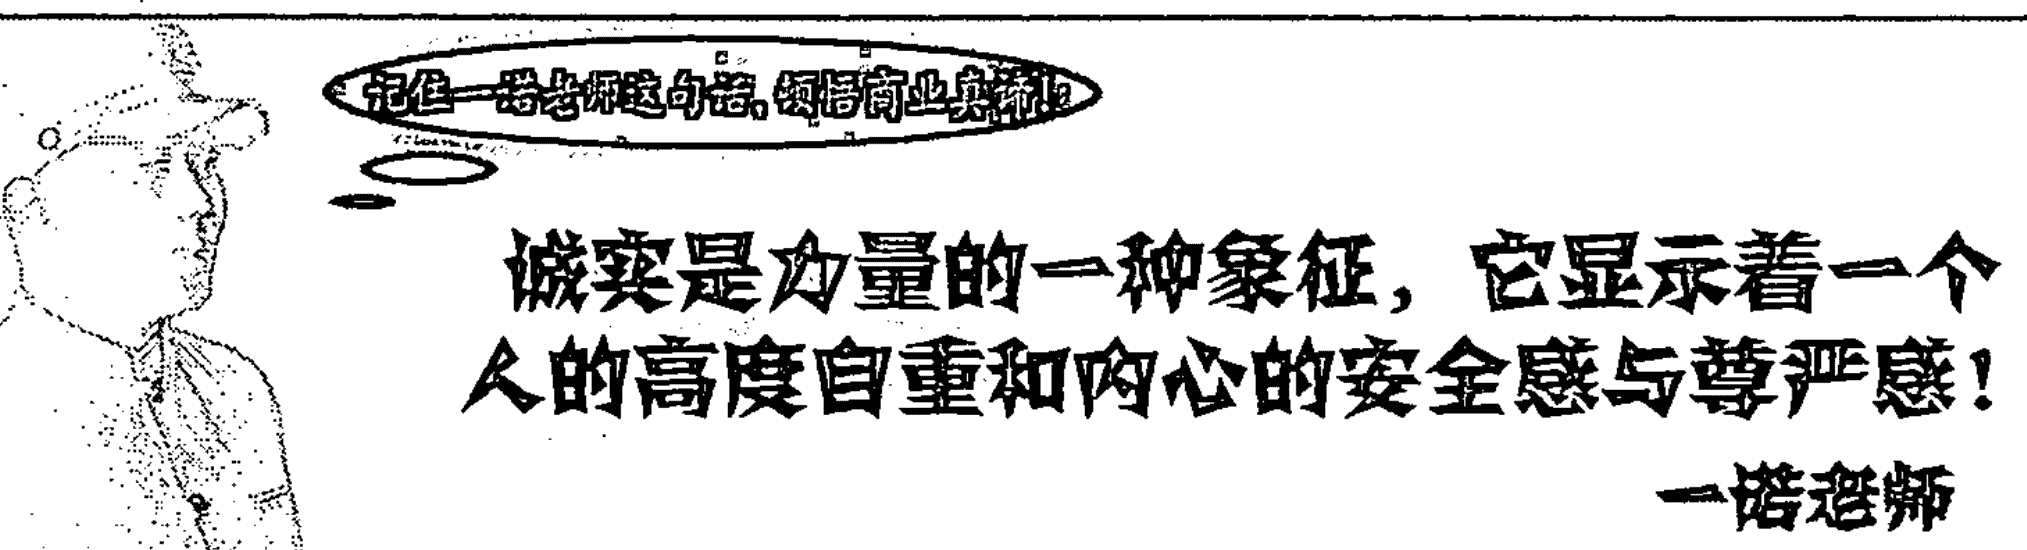 记住一诺老师这句话,领悟商业真谛!
诚实是力量的一种象征，它显示着一个
人的高度自重和内心的安全感与尊严感！
一诺老师